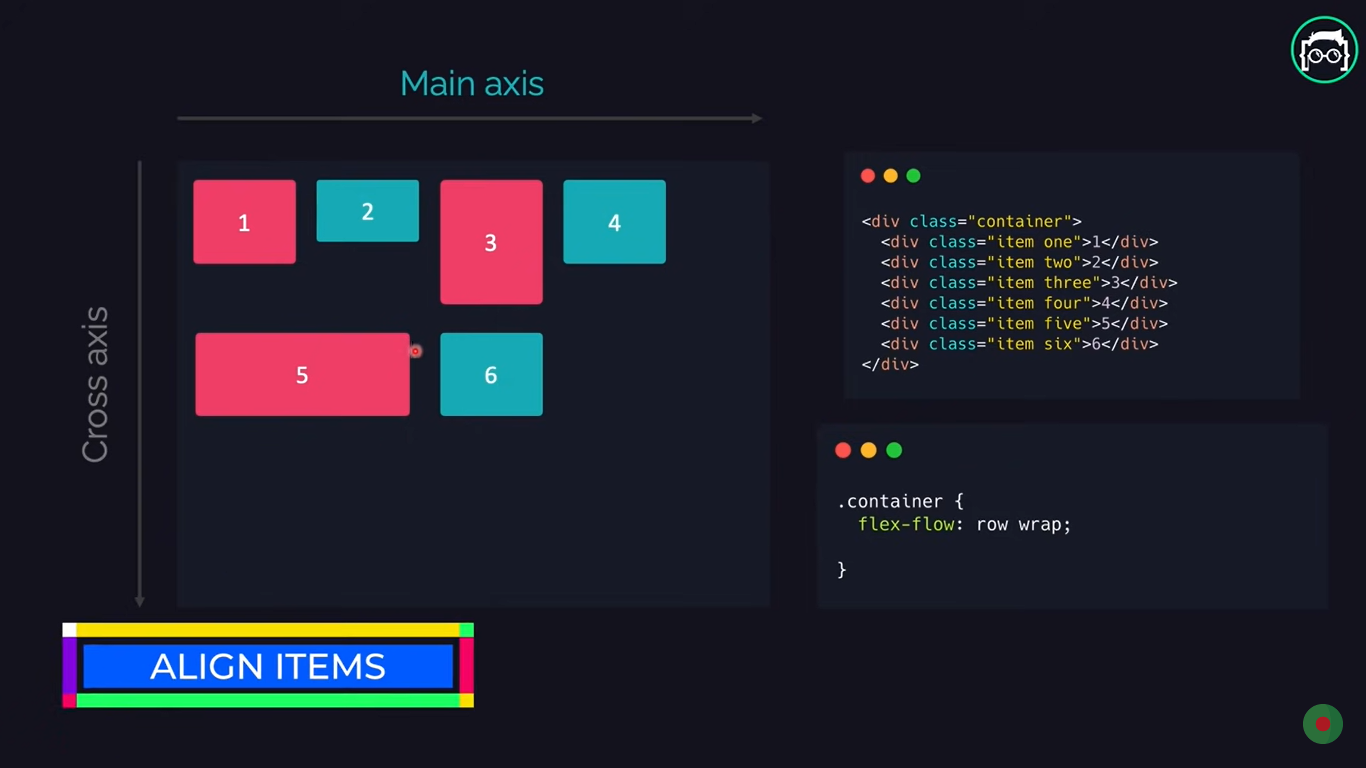 Main axis
Cross axis
1
2
3
4
5
6
<div class="container">
  <div class="item one">1</div>
  <div class="item two">2</div>
  <div class="item three">3</div>
  <div class="item four">4</div>
  <div class="item five">5</div>
  <div class="item six">6</div>
</div>
.container {
  flex-flow: row wrap;
}
ALIGN ITEMS